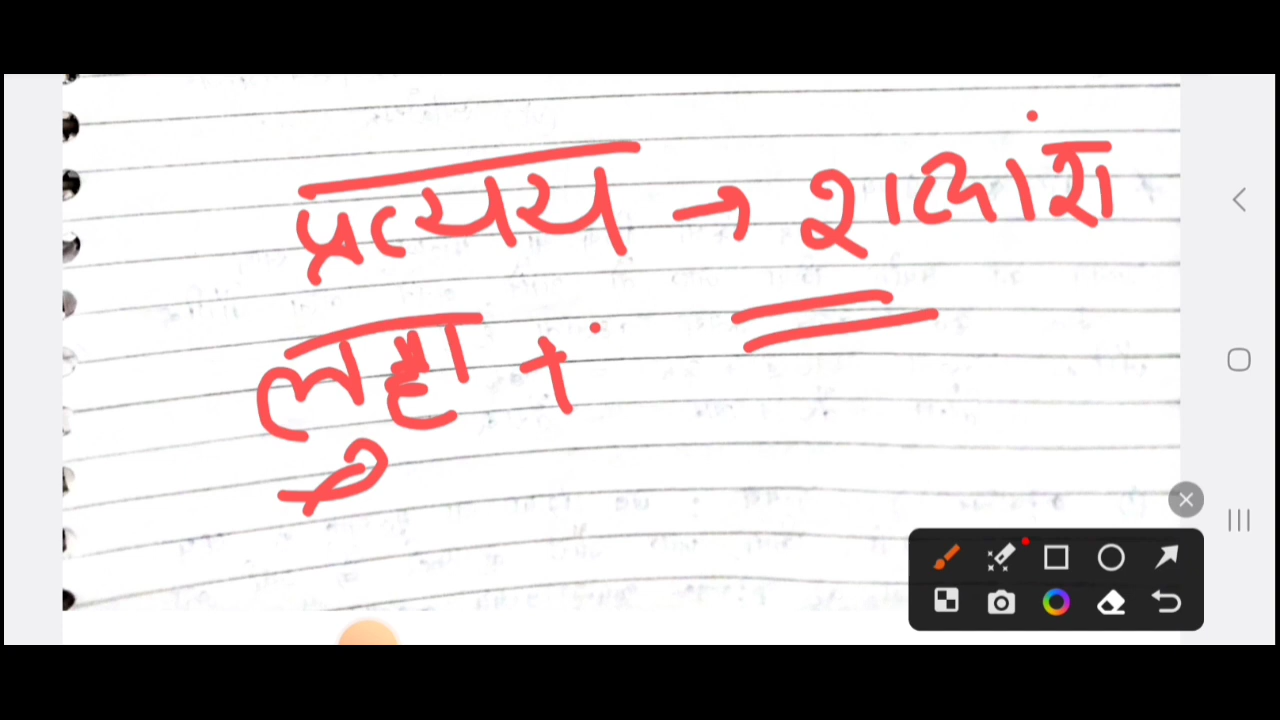 प्रत्यय → शब्दांश
लुहा +